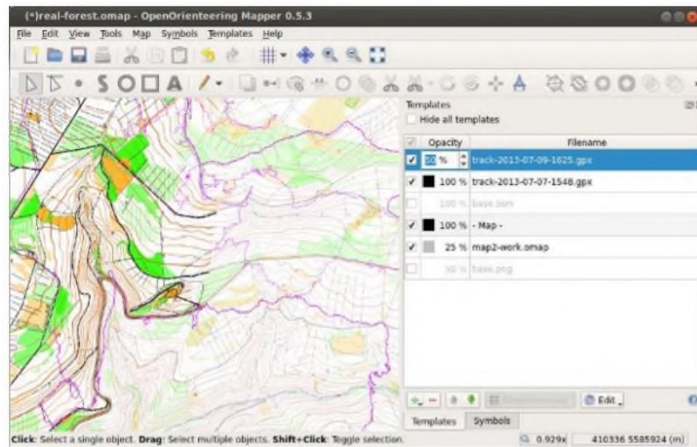 (*)real-forest.omap - OpenOrienteering Mapper 0.5.3
File Edit View Tools Map Symbols Templates Help
A
Templates
Hide all templates
Opacity Filename
% track-2013-07-09-1625.gpx
100 % track-2013-07-07-1548.gpx
100 %
100 % - Map -
25 % map2-work.omap
base.png
Edit
Templates Symbols
Click: Select a single object. Drag: Select multiple objects. Shift+Click: Toggle selection.
0.929x 410336 5585924 (m)